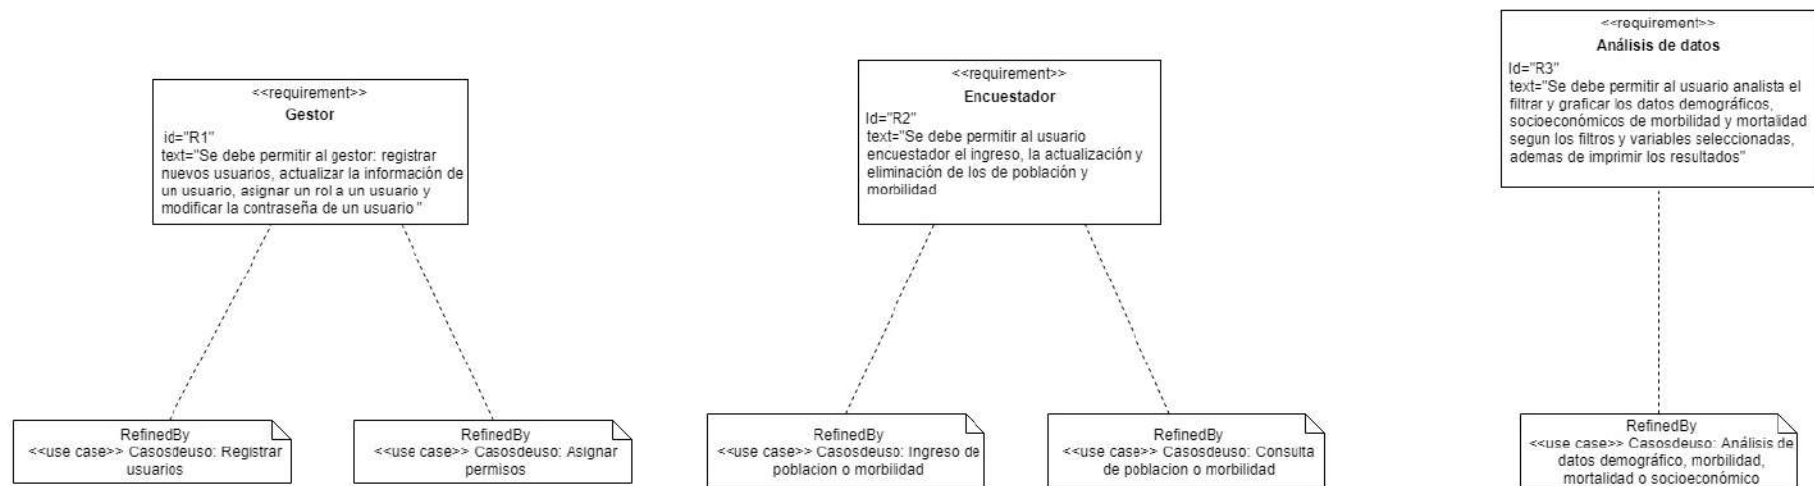 <<requirement>>
Gestor
id="R1"
text="Se debe permitir al gestor: registrar
nuevos usuarios, actualizar la información de
un usuario, asignar un rol a un usuario y
modificar la contraseña de un usuario "
<<requirement>>
Encuestador
Id="R2"
text="Se debe permitir al usuario
encuestador el ingreso, la actualización y
eliminación de los de población y
morbilidad
<<requirement>>
Análisis de datos
Id="R3"
text="Se debe permitir al usuario analista el
filtrar y graficar los datos demográficos,
socioeconómicos de morbilidad y mortalidad
segun los filtros y variables seleccionadas,
ademas de imprimir los resultados"
RefinedBy
<<use case>> Casosdeuso: Registrar
usuarios
RefinedBy
<<use case>> Casosdeuso: Asignar
permisos
RefinedBy
<<use case>> Casosdeuso: Ingreso de
poblacion o morbilidad
RefinedBy
<<use case>> Casosdeuso: Consulta
de poblacion o morbilidad
RefinedBy
<<use case>> Casosdeuso: Análisis de
datos demográfico, morbilidad,
mortalidad o socioeconómico